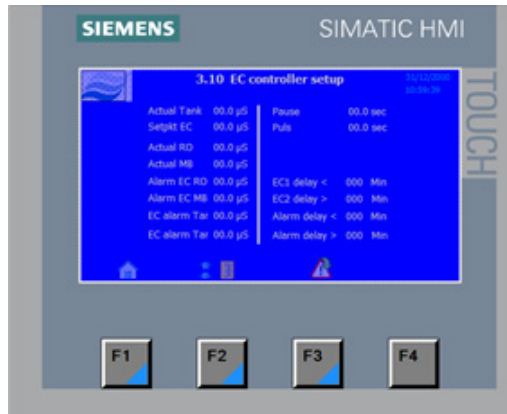 SIEMENS
SIMATIC HMI
TOUCH
3.10 EC controller setup
31/12/2000
10:59:39
Actual Tank 00.0 µS
Setpkt EC 00.0 µS
Actual RO 00.0 µS
Actual MB 00.0 µS
Alarm EC RO 00.0 µS
Alarm EC MB 00.0 µS
EC alarm Tar 00.0 µS
EC alarm Tar 00.0 µS
Pause 00.0 sec
Puls 00.0 sec
EC1 delay < 000 Min
EC2 delay > 000 Min
Alarm delay < 000 Min
Alarm delay > 000 Min
F1
F2
F3
F4